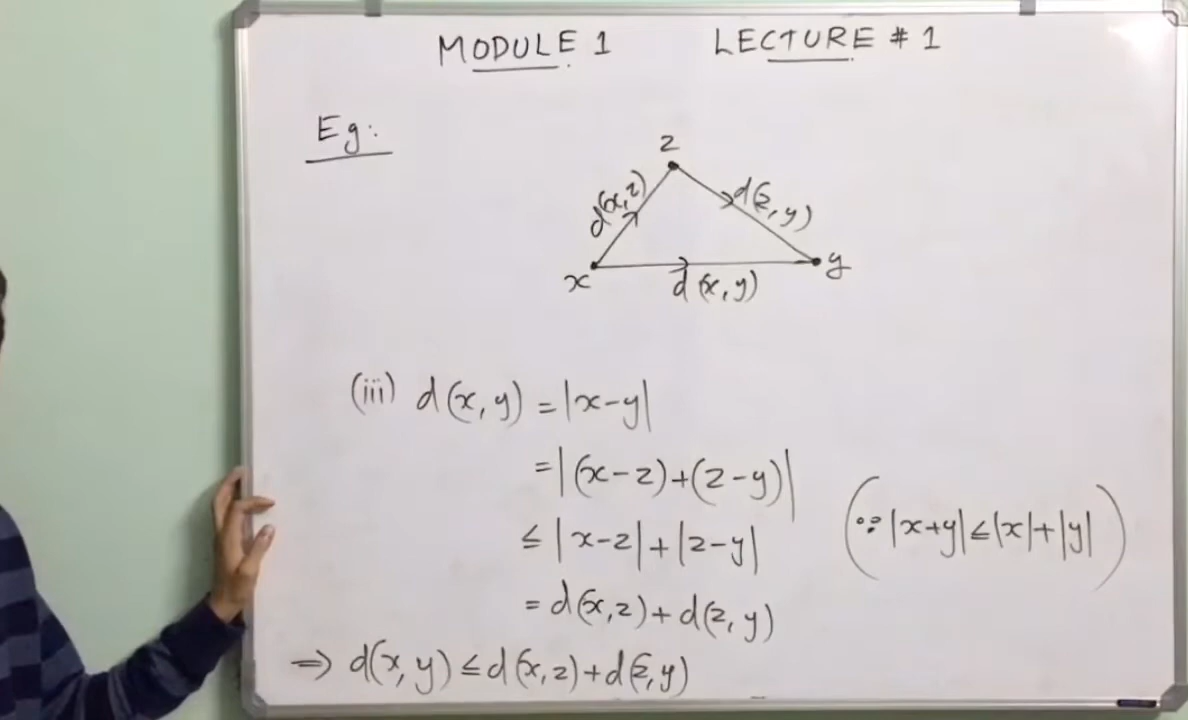 MODULE 1 LECTURE # 1
Eg:
z
d(x,z)
d(z,y)
x
y
d(x,y)
(iii) d(x,y) = |x-y|
= |(x-z)+(z-y)|
≤ |x-z|+|z-y| (∵ |x+y|≤|x|+|y|)
= d(x,z)+d(z,y)
⇒ d(x,y) ≤ d(x,z)+d(z,y)